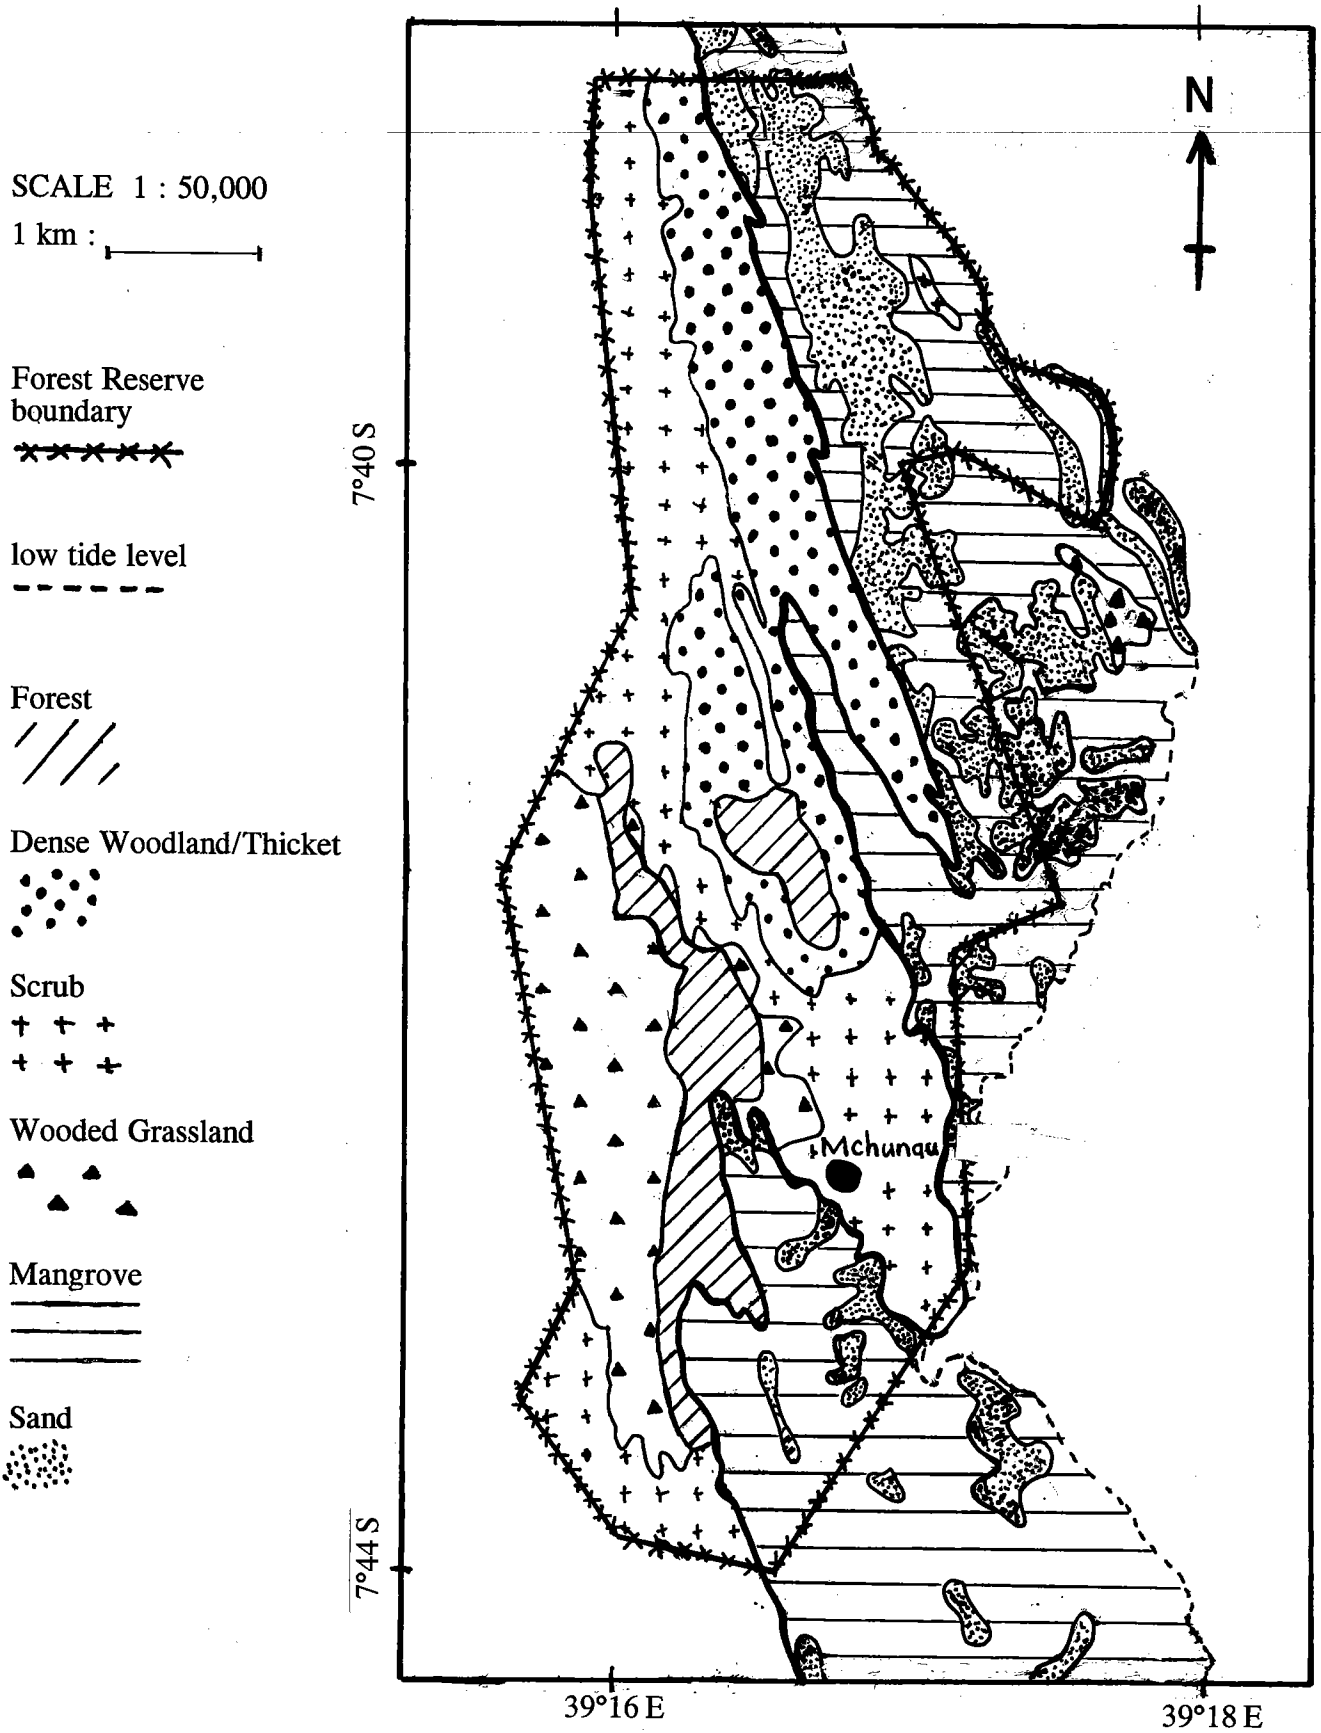 N
SCALE 1 : 50,000
1 km :
Forest Reserve
boundary
7°40 S
low tide level
Forest
Dense Woodland/Thicket
Scrub
Wooded Grassland
Mchungu
Mangrove
Sand
7°44 S
39°16 E
39°18 E